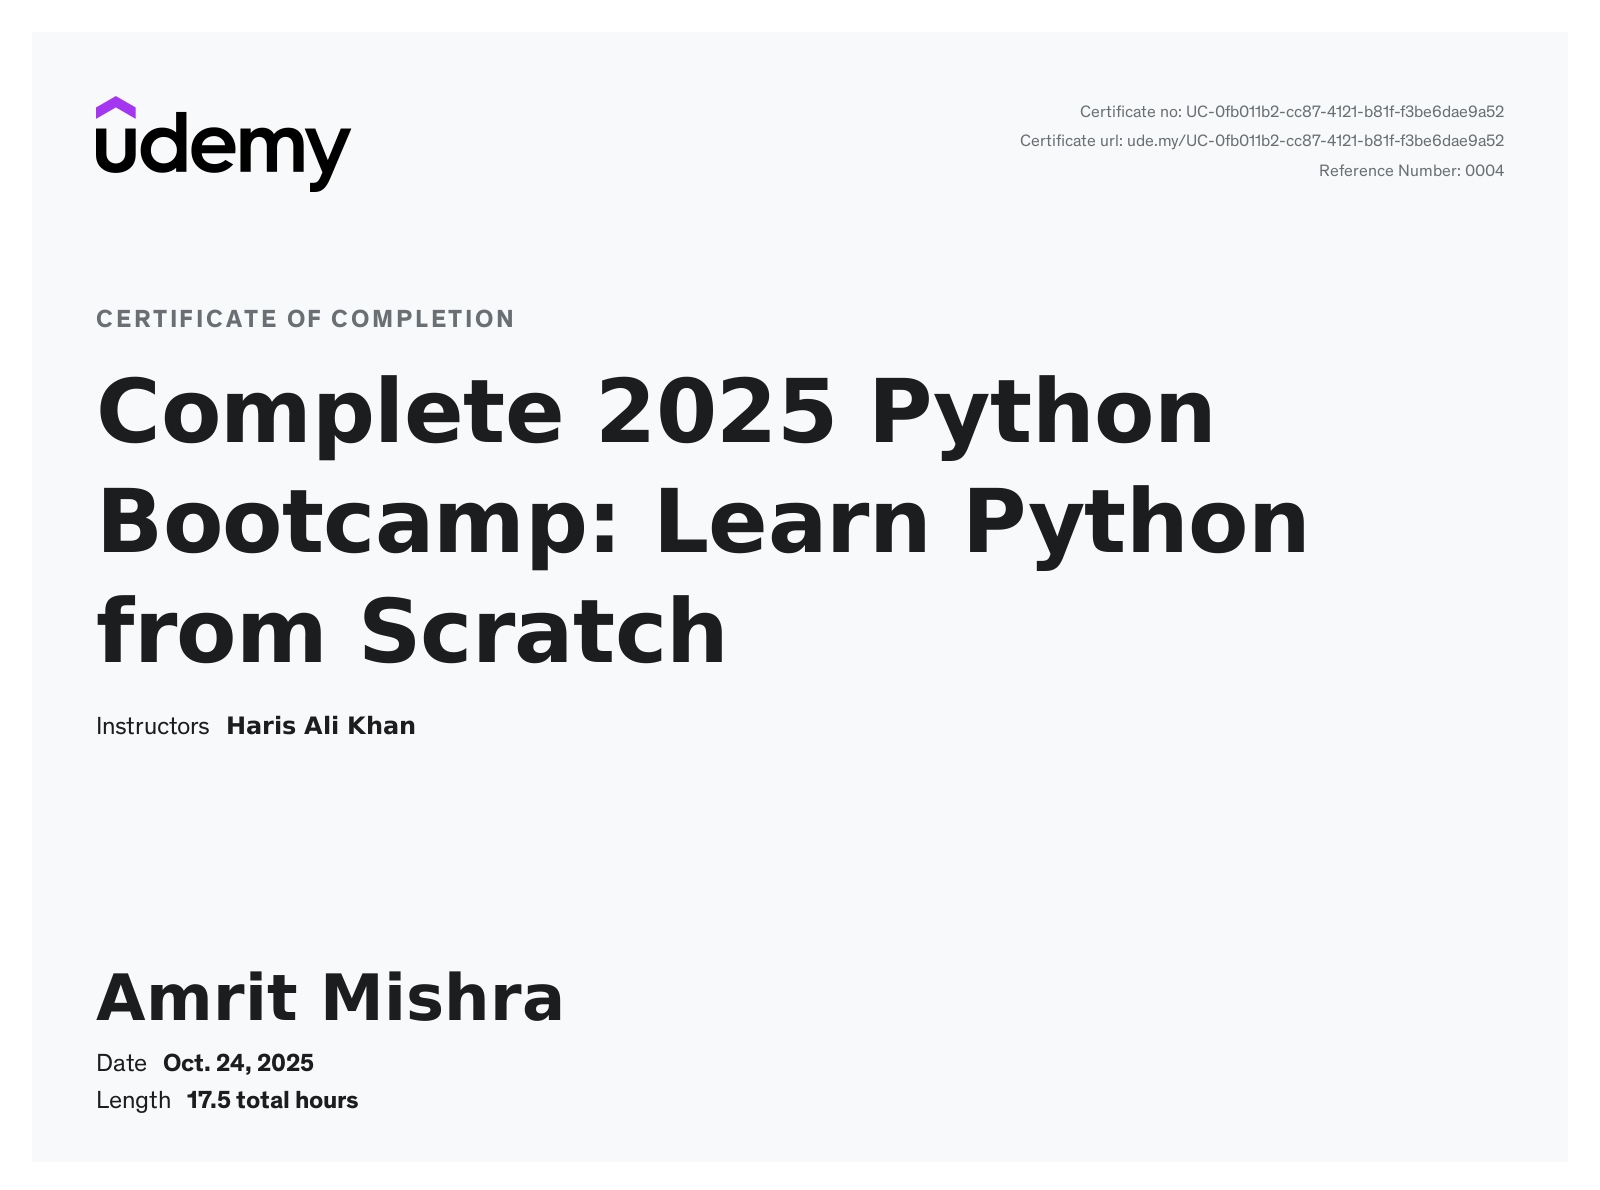 udemy
Certificate no: UC-0fb011b2-cc87-4121-b81f-f3be6dae9a52
Certificate url: ude.my/UC-0fb011b2-cc87-4121-b81f-f3be6dae9a52
Reference Number: 0004
CERTIFICATE OF COMPLETION
Complete 2025 Python
Bootcamp: Learn Python
from Scratch
Instructors Haris Ali Khan
Amrit Mishra
Date Oct. 24, 2025
Length 17.5 total hours